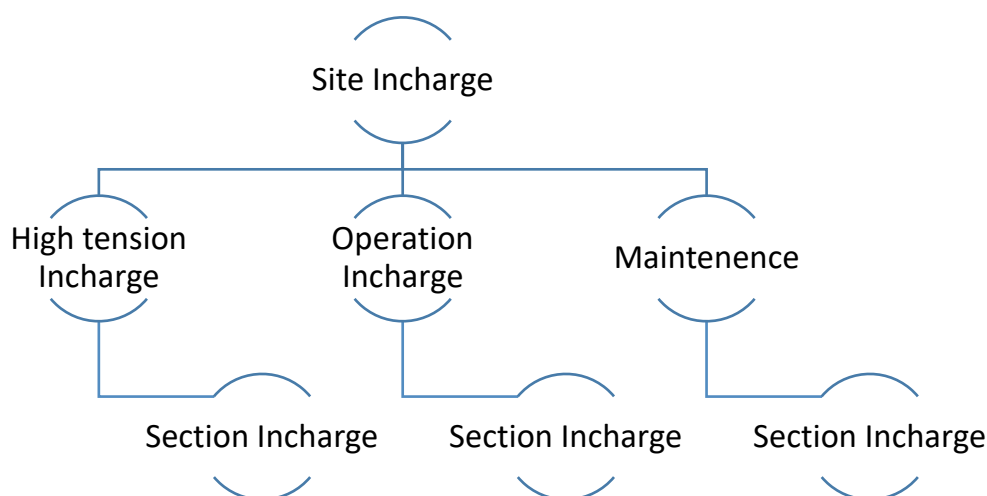 Site Incharge
High tension
Incharge
Operation
Incharge
Maintenence
Section Incharge
Section Incharge
Section Incharge